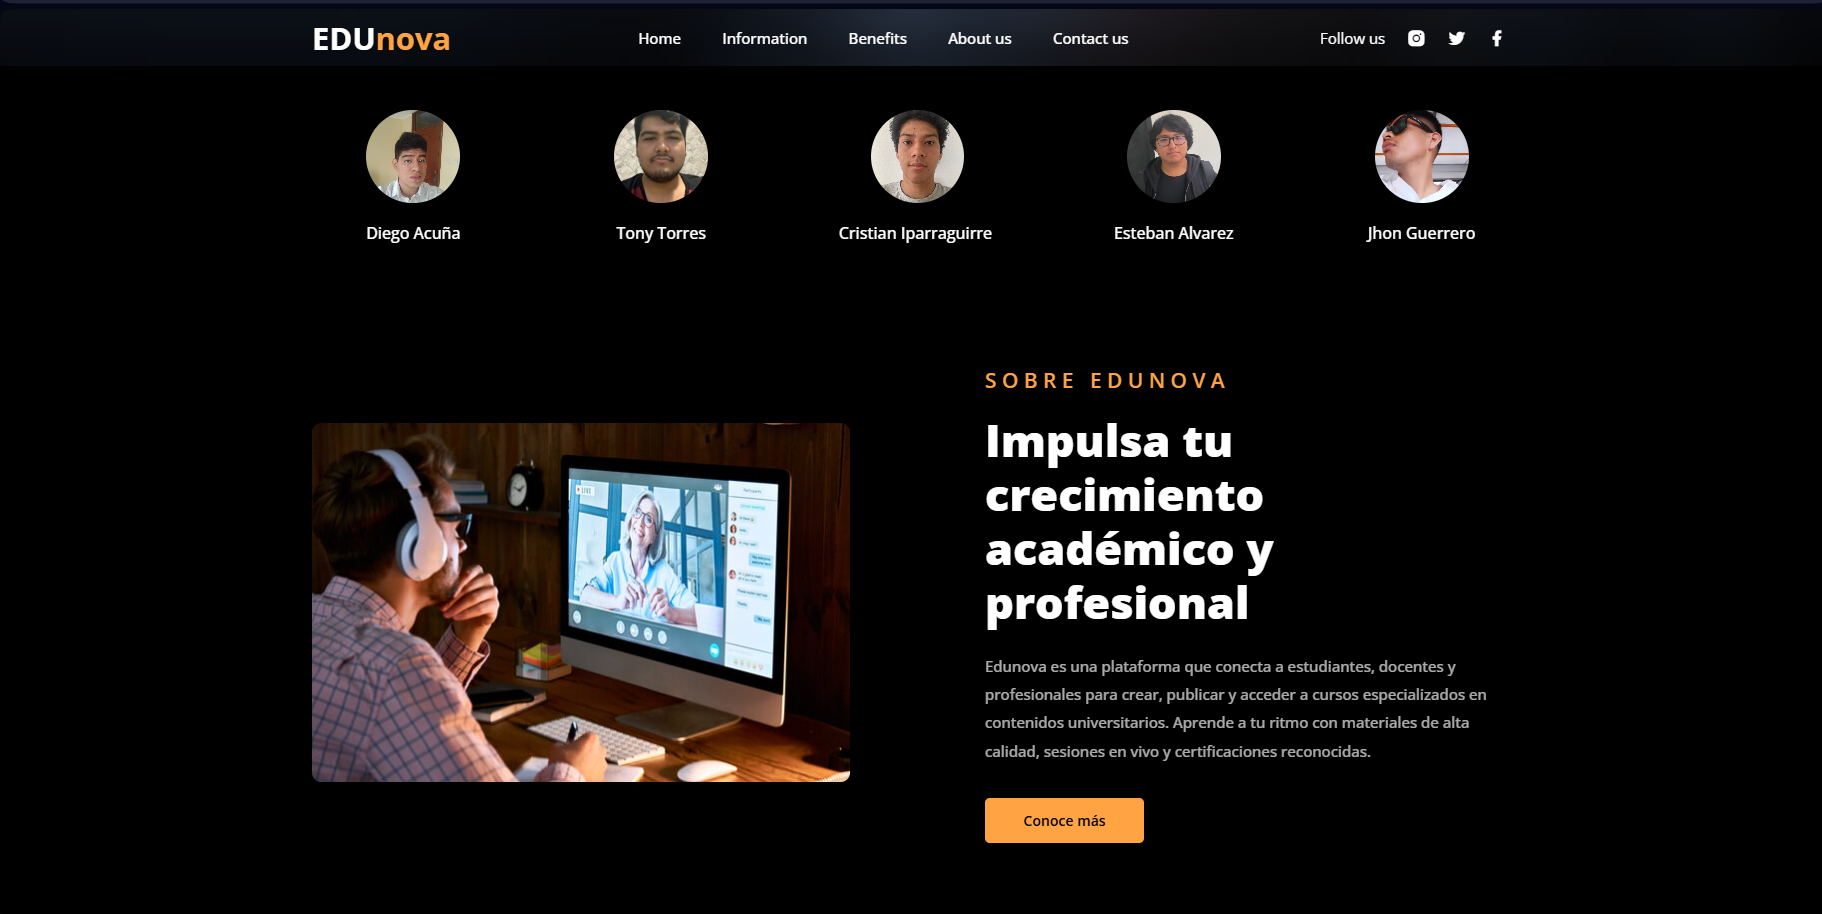 EDUnova
Home Information Benefits About us Contact us
Follow us
Diego Acuña
Tony Torres
Cristian Iparraguirre
Esteban Alvarez
Jhon Guerrero
LIVE
Participants
SOBRE EDUNOVA
Impulsa tu
crecimiento
académico y
profesional
Edunova es una plataforma que conecta a estudiantes, docentes y
profesionales para crear, publicar y acceder a cursos especializados en
contenidos universitarios. Aprende a tu ritmo con materiales de alta
calidad, sesiones en vivo y certificaciones reconocidas.
Conoce más